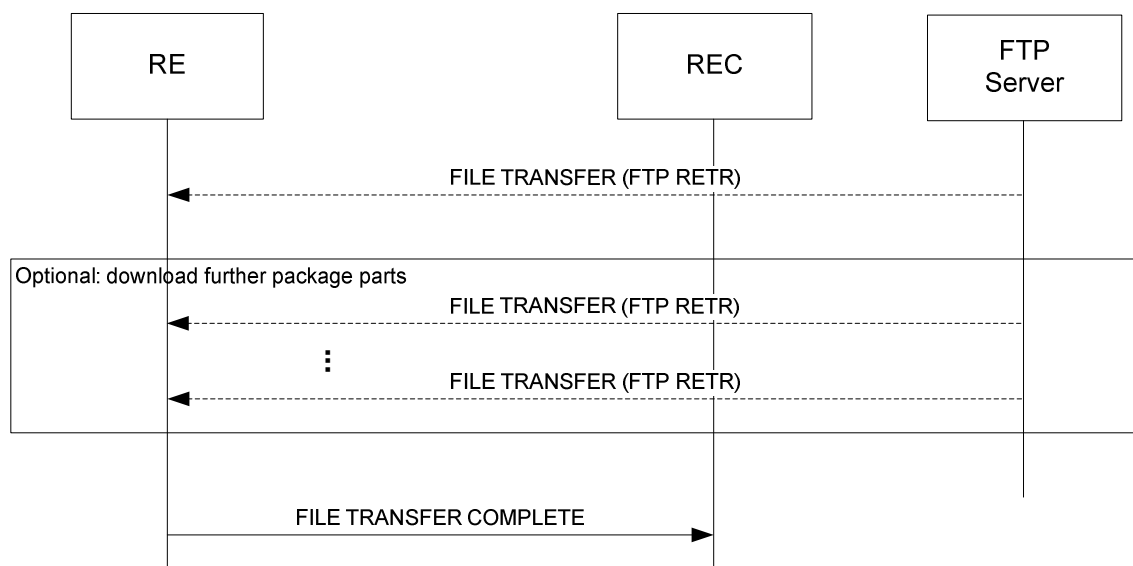 RE
REC
FTP
Server
FILE TRANSFER (FTP RETR)
Optional: download further package parts
FILE TRANSFER (FTP RETR)
FILE TRANSFER (FTP RETR)
FILE TRANSFER COMPLETE